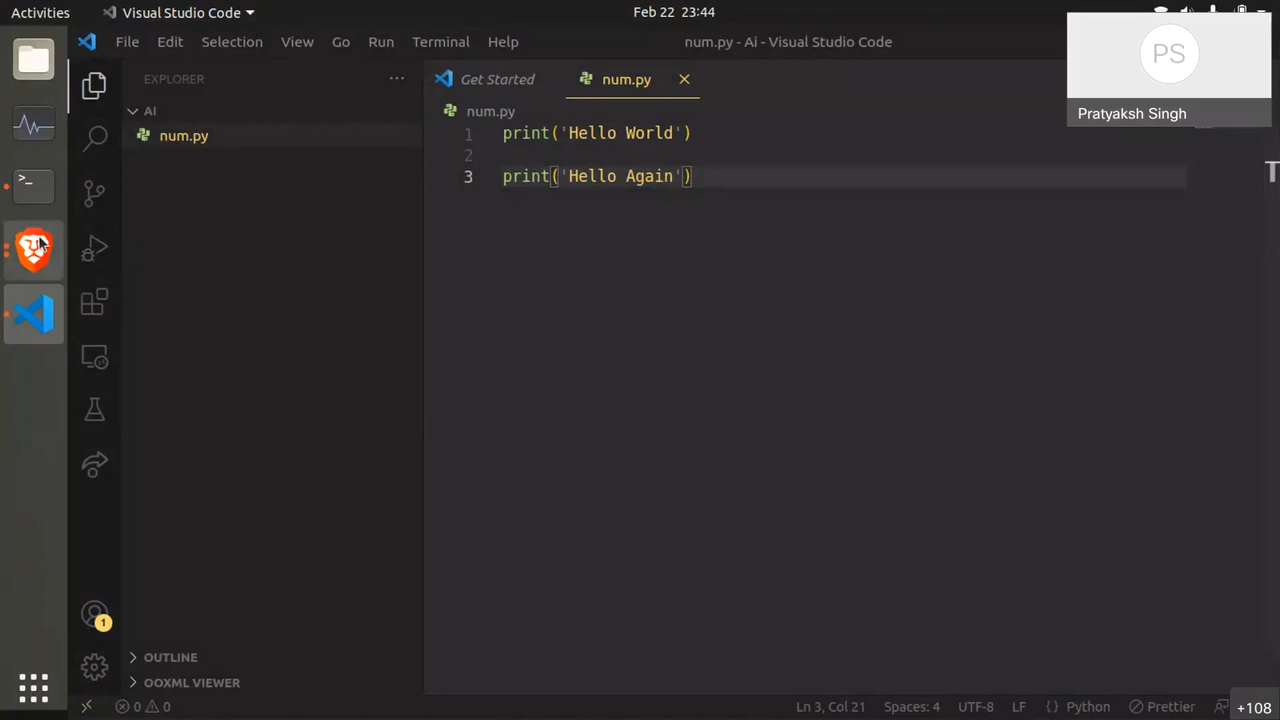 Activities
Visual Studio Code
Feb 22 23:44
File Edit Selection View Go Run Terminal Help
num.py - Ai - Visual Studio Code
PS
Pratyaksh Singh
EXPLORER
AI
num.py
Get Started
num.py
num.py
1 print('Hello World')
2
3 print('Hello Again')
1
OUTLINE
OOXML VIEWER
0 0
Ln 3, Col 21
Spaces: 4
UTF-8
LF
Python
Prettier
+108